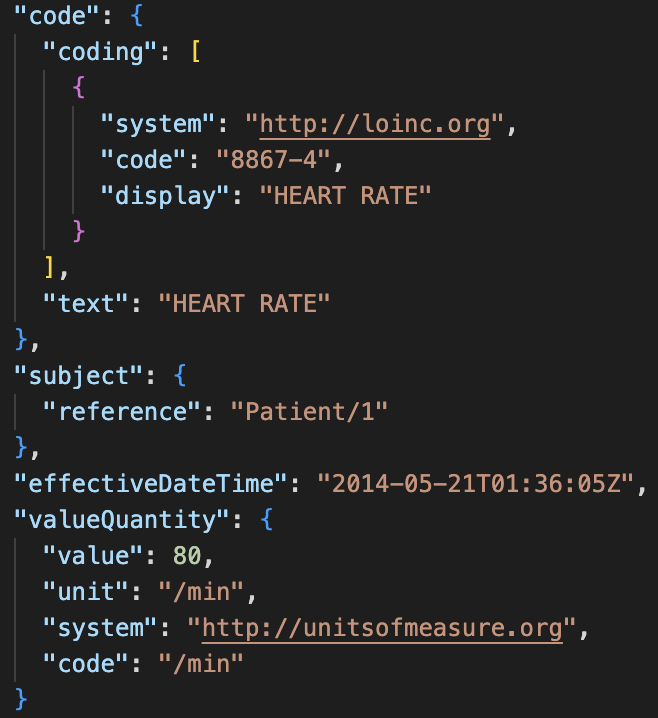 "code": {
"coding": [
{
"system": "http://loinc.org",
"code": "8867-4",
"display": "HEART RATE"
}
],
"text": "HEART RATE"
},
"subject": {
"reference": "Patient/1"
},
"effectiveDateTime": "2014-05-21T01:36:05Z",
"valueQuantity": {
"value": 80,
"unit": "/min",
"system": "http://unitsofmeasure.org",
"code": "/min"
}